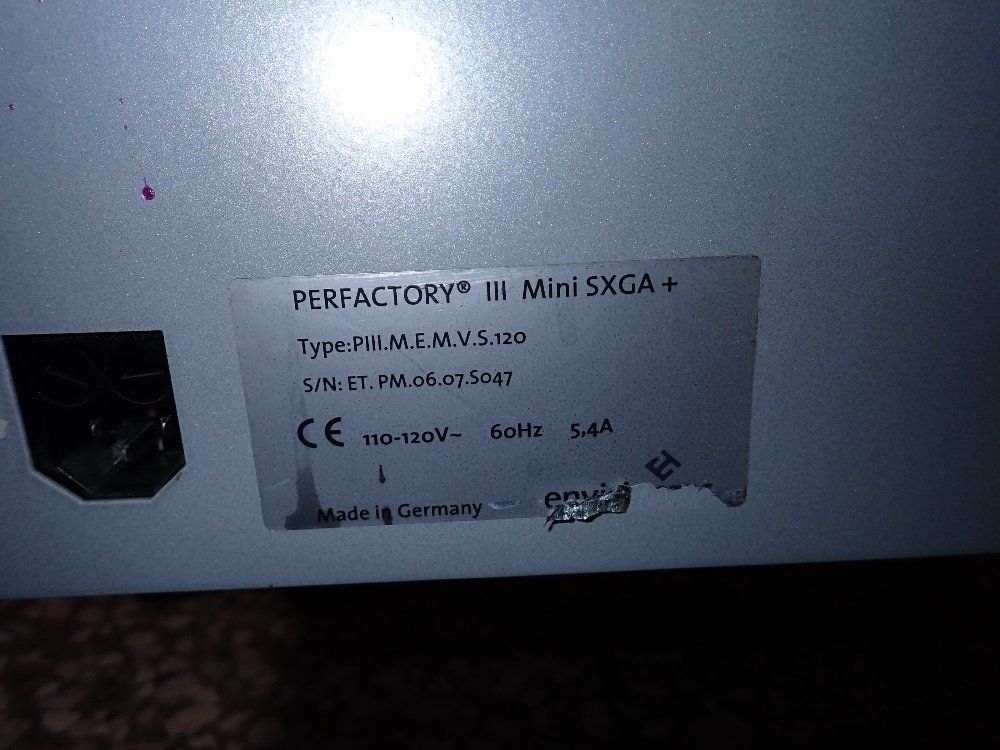 PERFACTORY® III Mini SXGA+
Type:PIII.M.E.M.V.S.120
S/N: ET. PM.06.07.S047
CE 110-120V~ 60Hz 5,4A
Made in Germany